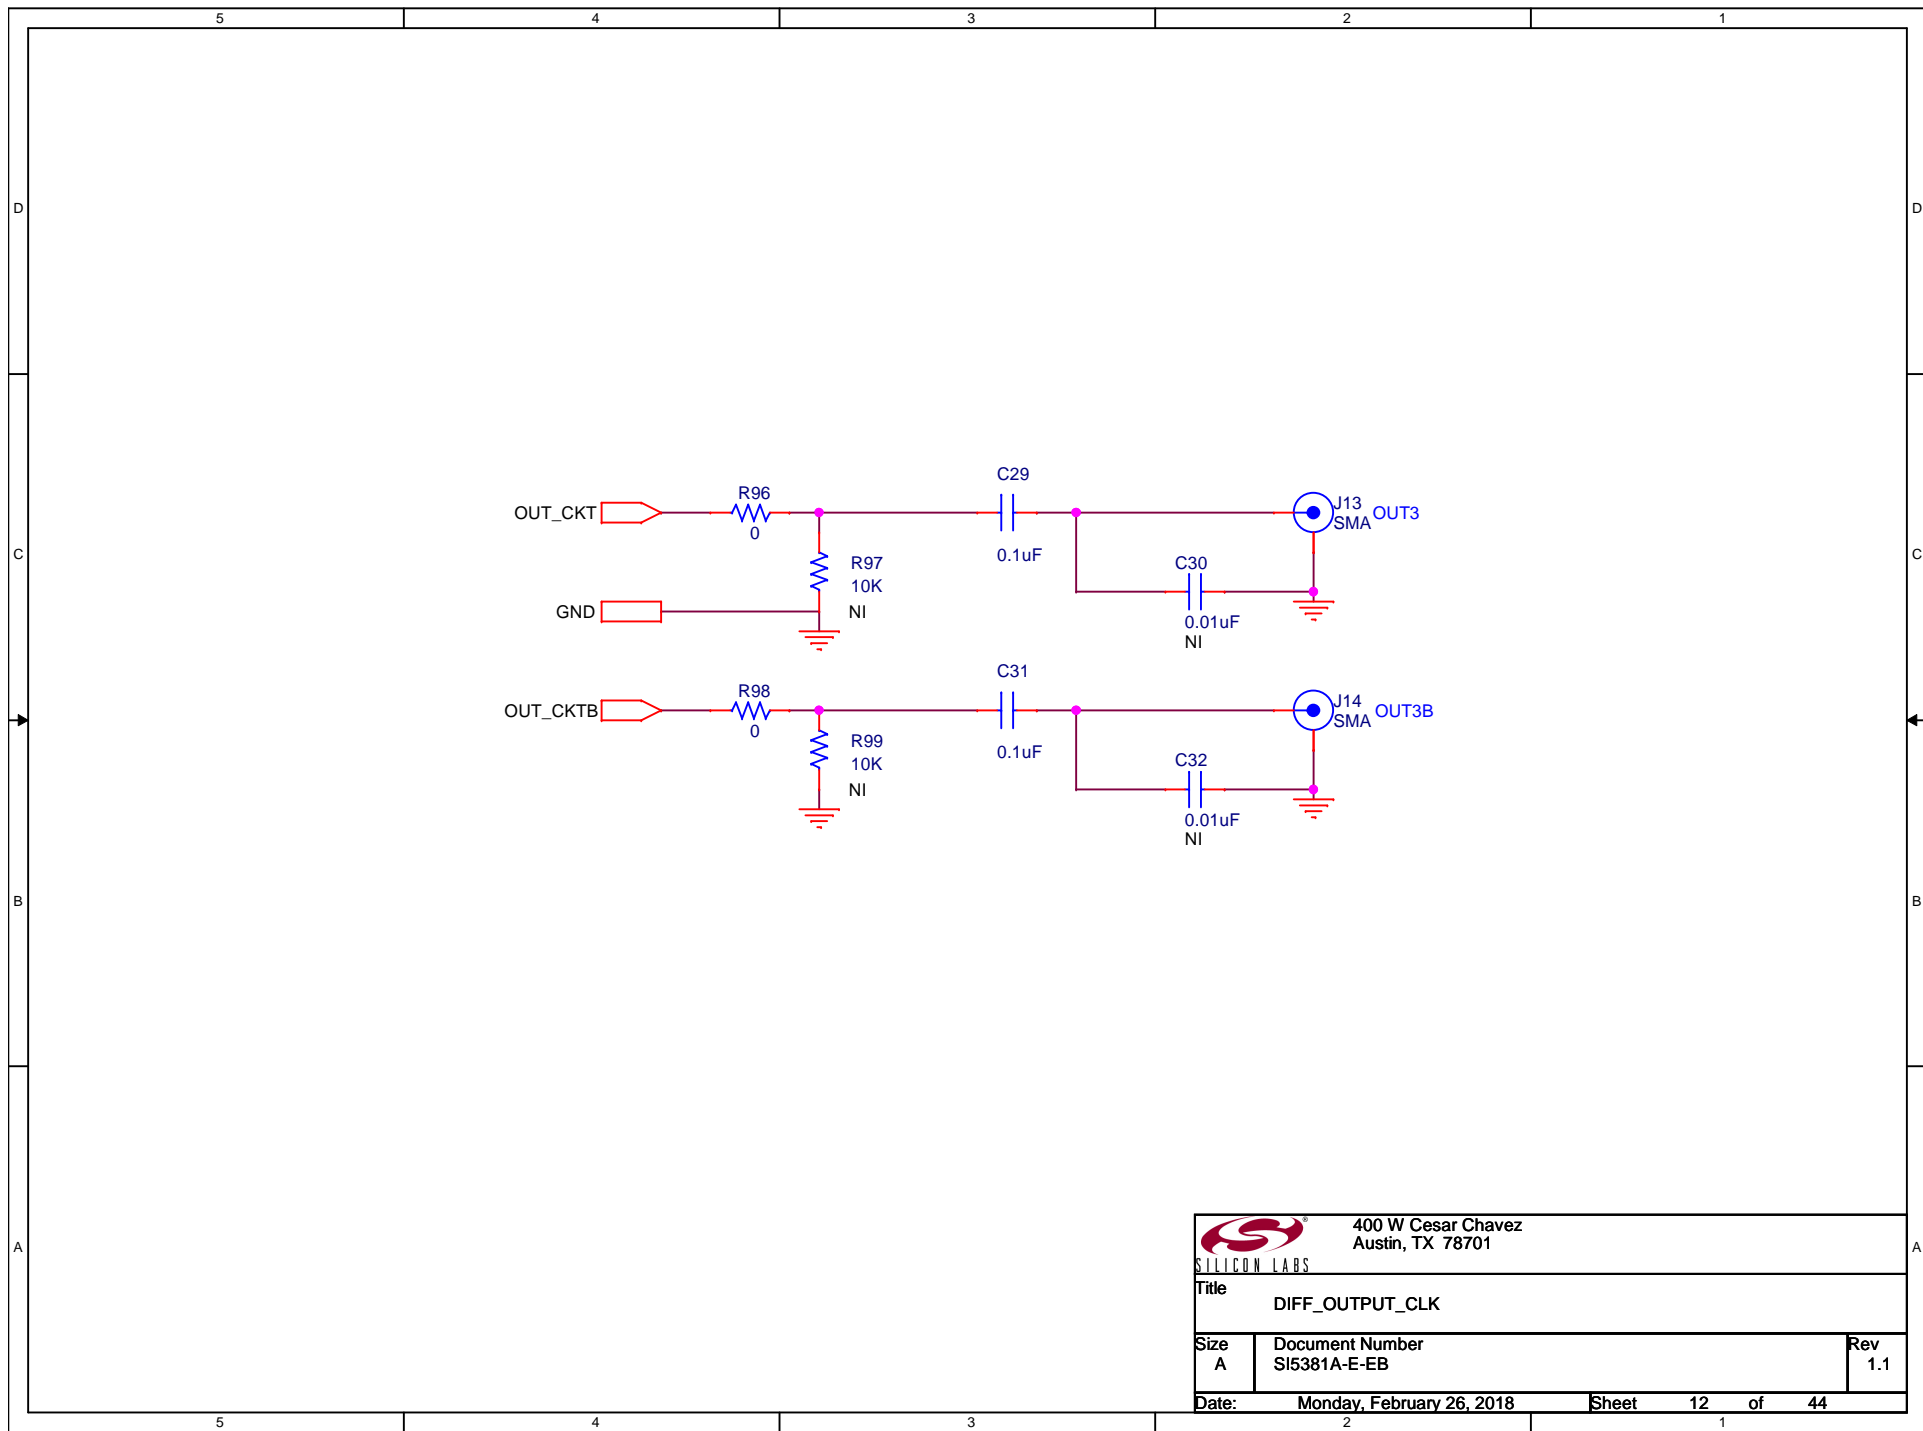 5 4 3 2 1
D D
C29
R96
OUT_CKT
0
J13
SMA OUT3
0.1uF
C C
R97
10K
NI
C30
GND
0.01uF
NI
C31
R98
OUT_CKTB
0
J14
SMA OUT3B
R99
10K
NI
0.1uF
C32
0.01uF
NI
B B
A A
400 W Cesar Chavez
Austin, TX 78701
®
SILICON LABS
Title
DIFF_OUTPUT_CLK
Size Document Number Rev
A SI5381A-E-EB 1.1
Date: Monday, February 26, 2018 Sheet 12 of 44
5 4 3 2 1